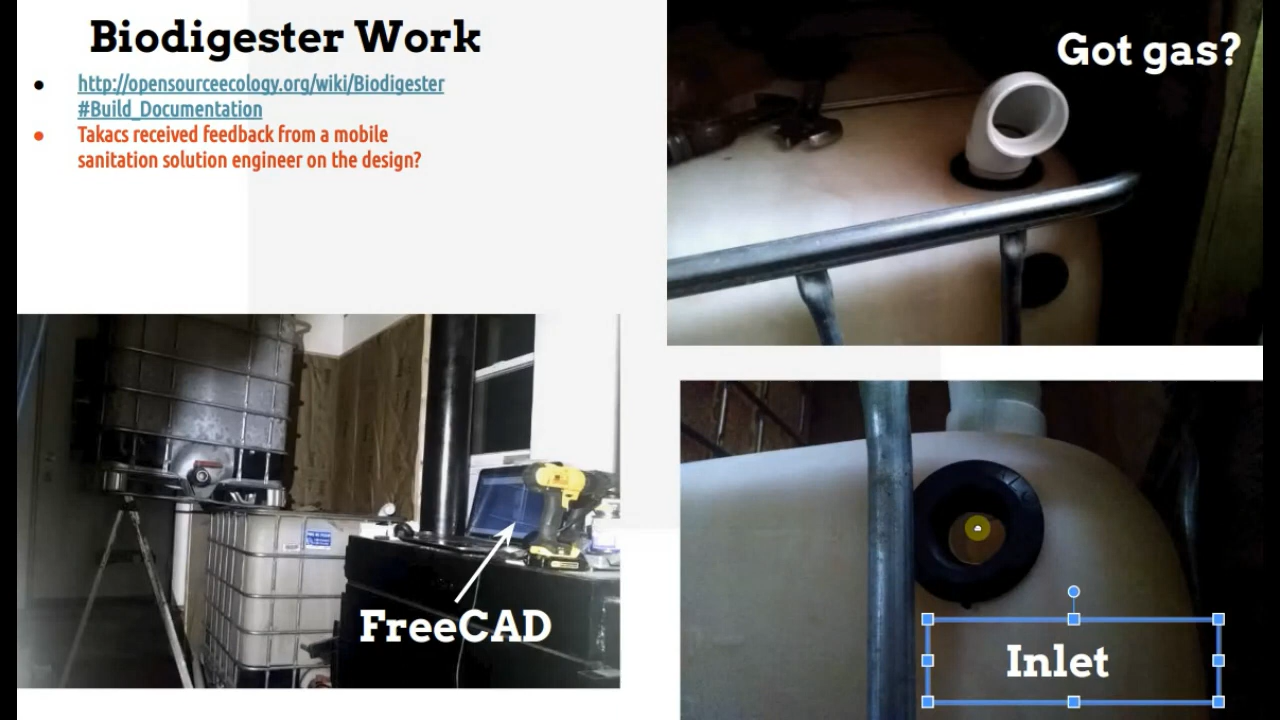 Biodigester Work
http://opensourceecology.org/wiki/Biodigester
#Build_Documentation
Takacs received feedback from a mobile
sanitation solution engineer on the design?
Got gas?
FreeCAD
Inlet